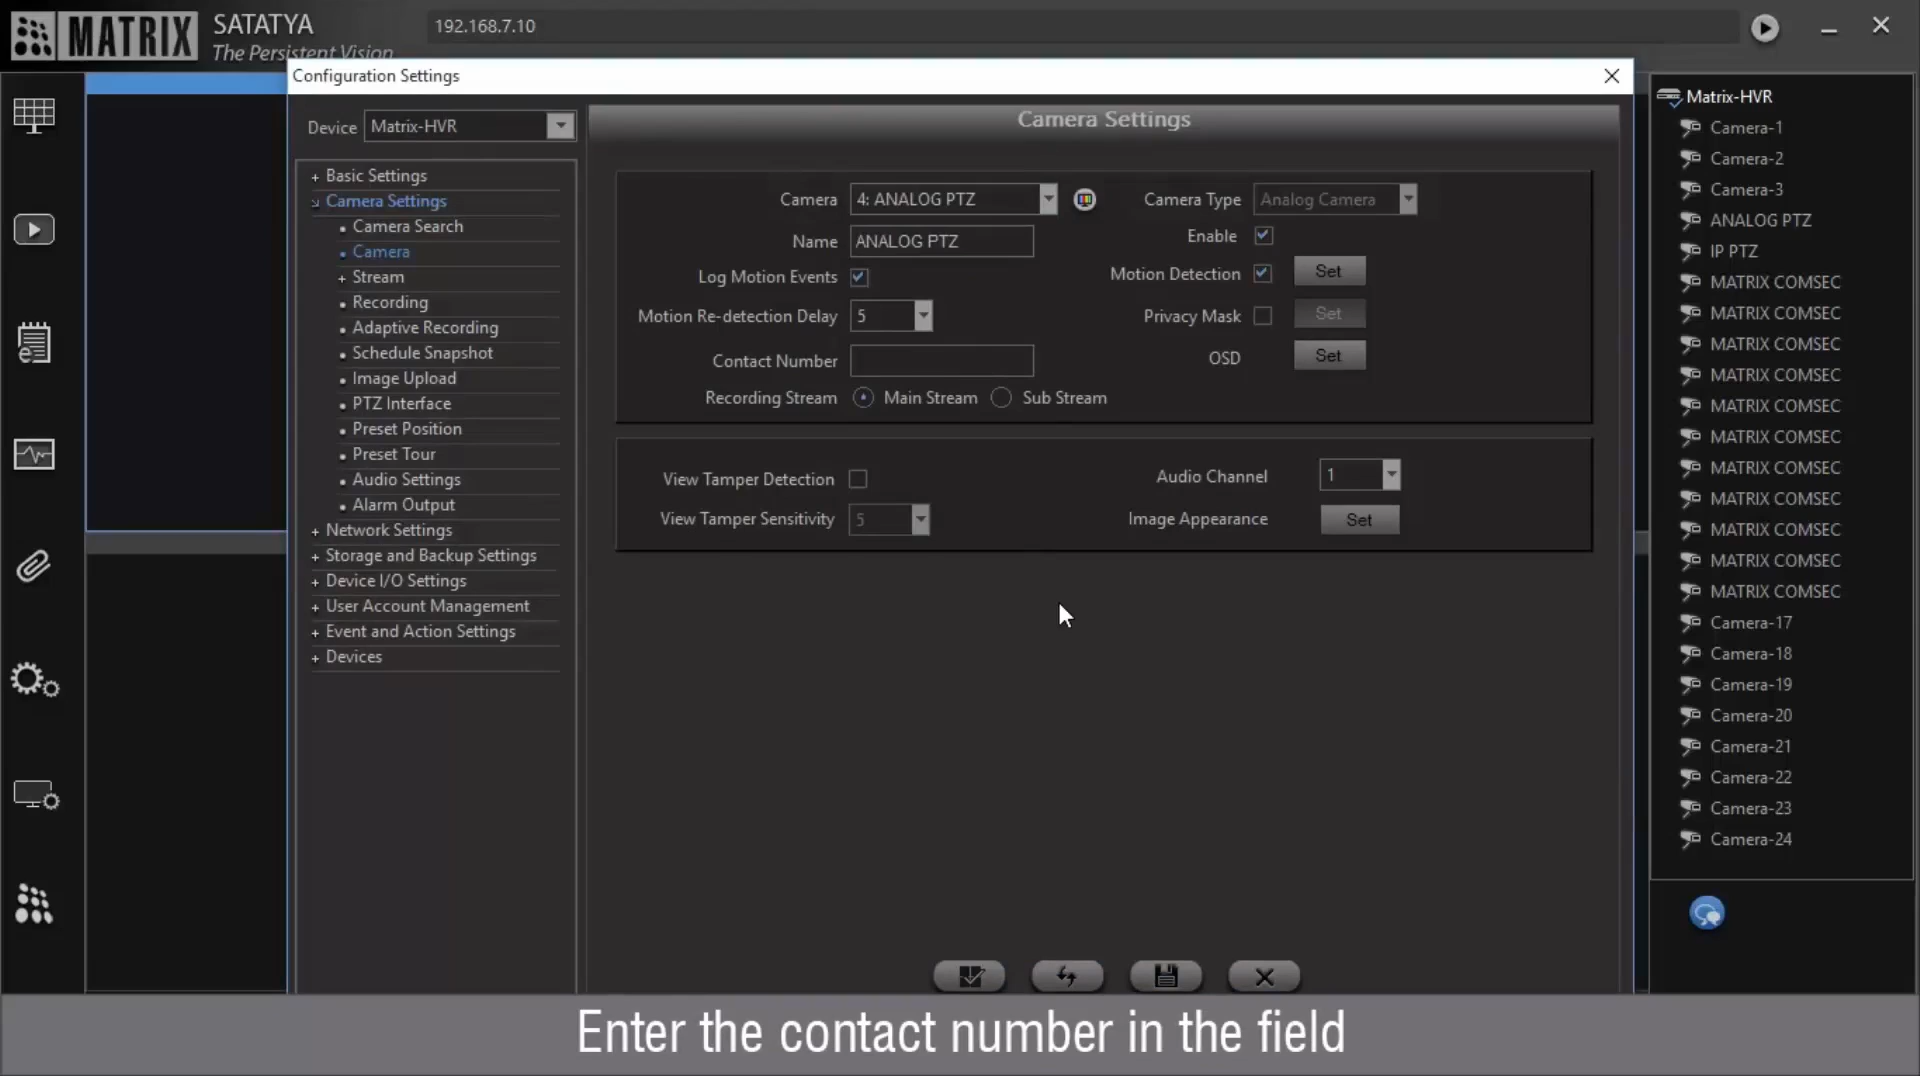 MATRIX
SATATYA
The Persistent Vision
192.168.7.10
Configuration Settings
Device Matrix-HVR
+ Basic Settings
Camera Settings
Camera Search
Camera
+ Stream
Recording
Adaptive Recording
Schedule Snapshot
Image Upload
PTZ Interface
Preset Position
Preset Tour
Audio Settings
Alarm Output
+ Network Settings
+ Storage and Backup Settings
+ Device I/O Settings
+ User Account Management
+ Event and Action Settings
+ Devices
Camera Settings
Camera 4: ANALOG PTZ
Camera Type Analog Camera
Name ANALOG PTZ
Enable
Log Motion Events
Motion Detection Set
Motion Re-detection Delay 5
Privacy Mask Set
Contact Number
OSD Set
Recording Stream Main Stream Sub Stream
View Tamper Detection
Audio Channel 1
View Tamper Sensitivity 5
Image Appearance Set
Matrix-HVR
Camera-1
Camera-2
Camera-3
ANALOG PTZ
IP PTZ
MATRIX COMSEC
MATRIX COMSEC
MATRIX COMSEC
MATRIX COMSEC
MATRIX COMSEC
MATRIX COMSEC
MATRIX COMSEC
MATRIX COMSEC
MATRIX COMSEC
MATRIX COMSEC
MATRIX COMSEC
Camera-17
Camera-18
Camera-19
Camera-20
Camera-21
Camera-22
Camera-23
Camera-24
Enter the contact number in the field